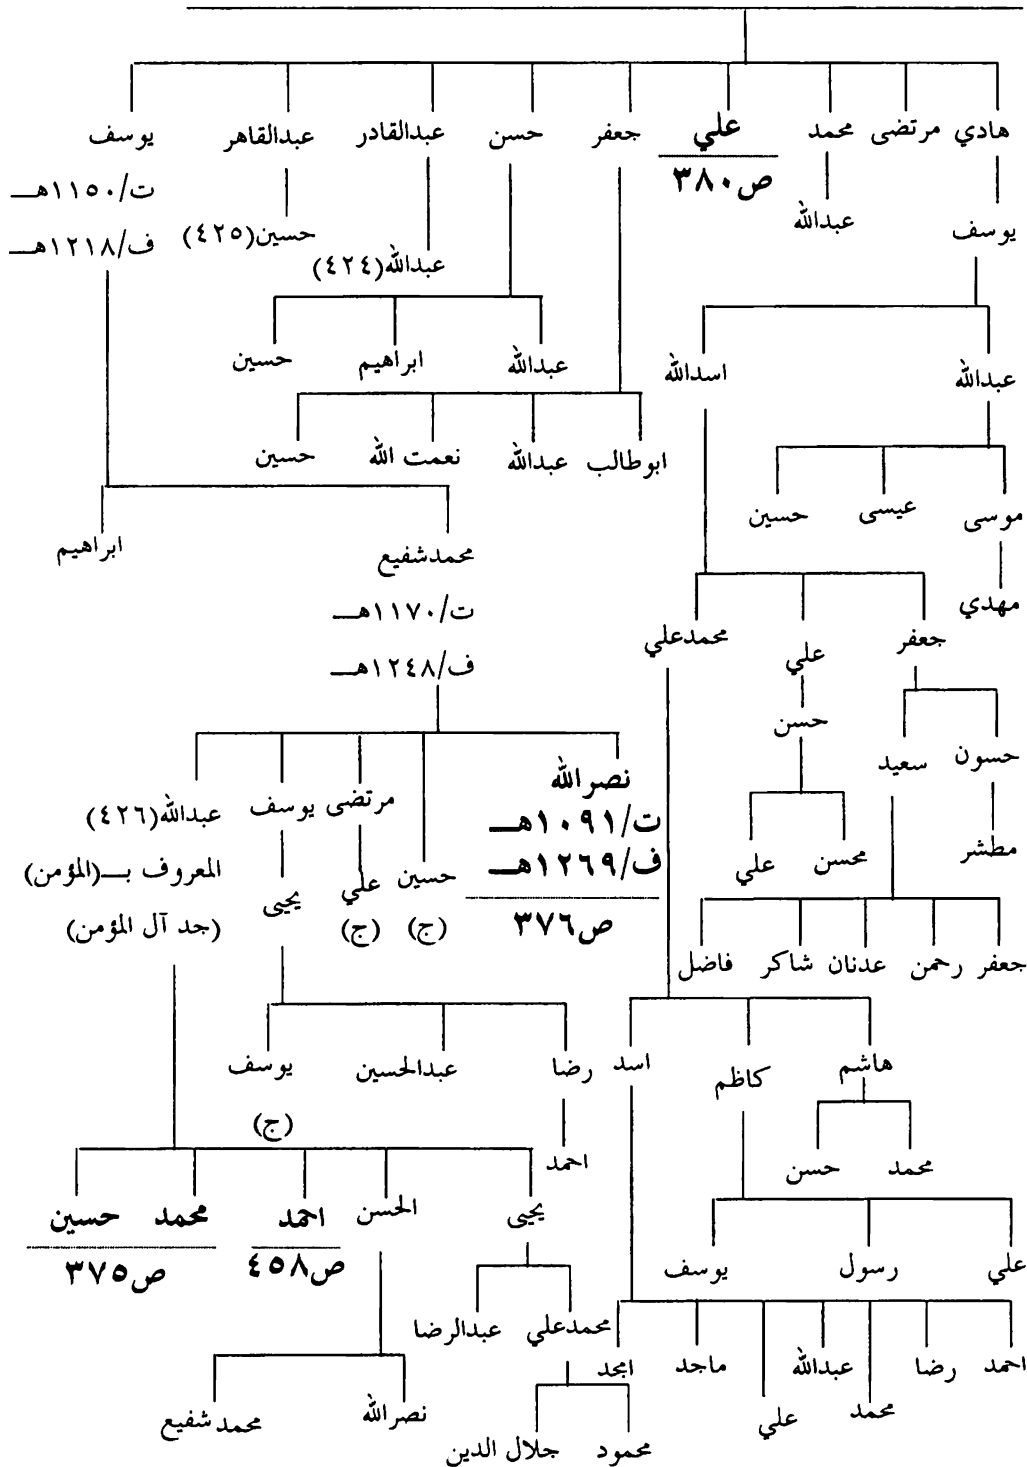 هادي مرتضى محمد علي جعفر حسن عبدالقادر عبدالقاهر يوسف
ص٣٨٠
ت/١١٥٠هـ
عبدالله
يوسف
حسين(٤٢٥)
ف/١٢١٨هـ
عبدالله(٤٢٤)
عبدالله اسدالله عبدالله ابراهيم حسين
ابوطالب عبدالله نعمت الله حسين
موسى عيسى حسين
محمدشفيع ابراهيم
مهدي
ت/١١٧٠هـ
جعفر علي محمدعلي
ف/١٢٤٨هـ
حسن
حسون سعيد
نصرالله
مرتضى يوسف عبدالله(٤٢٦)
ت/١٠٩١هـ
مطشر
محسن علي
ف/١٢٦٩هـ
حسين علي يحيى المعروف بـ(المؤمن)
ص٣٧٦
(ج) (ج) (جد آل المؤمن)
جعفر رحمن عدنان شاكر فاضل
هاشم كاظم اسد رضا عبدالحسين يوسف
(ج)
محمد حسن
احمد
يحيى الحسن احمد محمد حسين
ص٤٥٨ ص٣٧٥
علي رسول يوسف
محمدعلي عبدالرضا
احمد رضا عبدالله ماجد امجد
محمد علي
نصرالله محمدشفيع
محمود جلال الدين